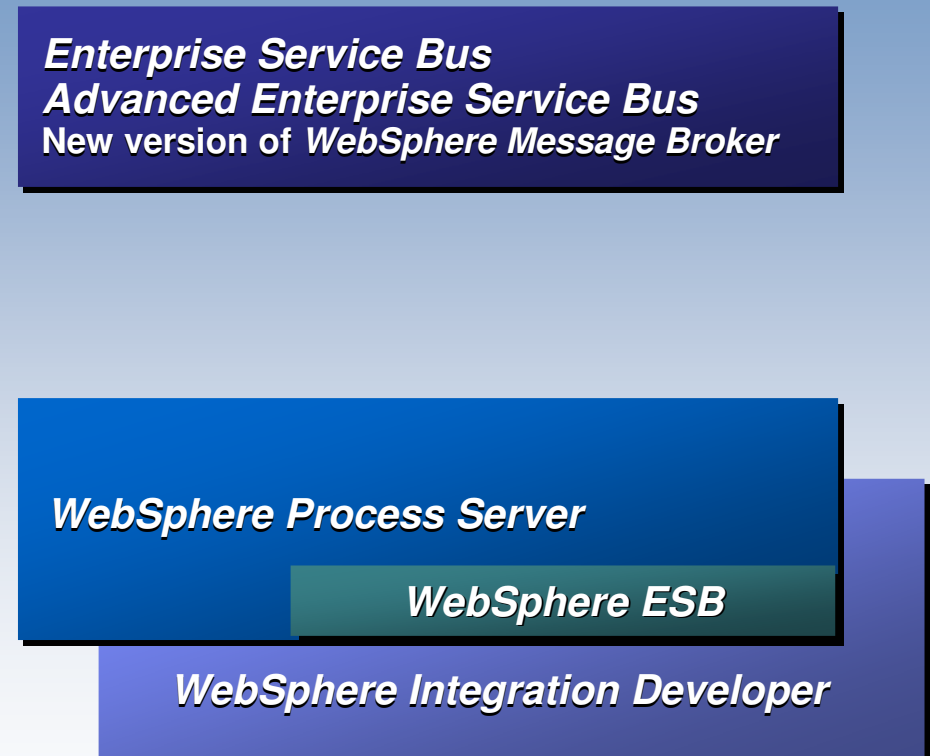 Enterprise Service Bus
Advanced Enterprise Service Bus
New version of WebSphere Message Broker
WebSphere Process Server
WebSphere ESB
WebSphere Integration Developer